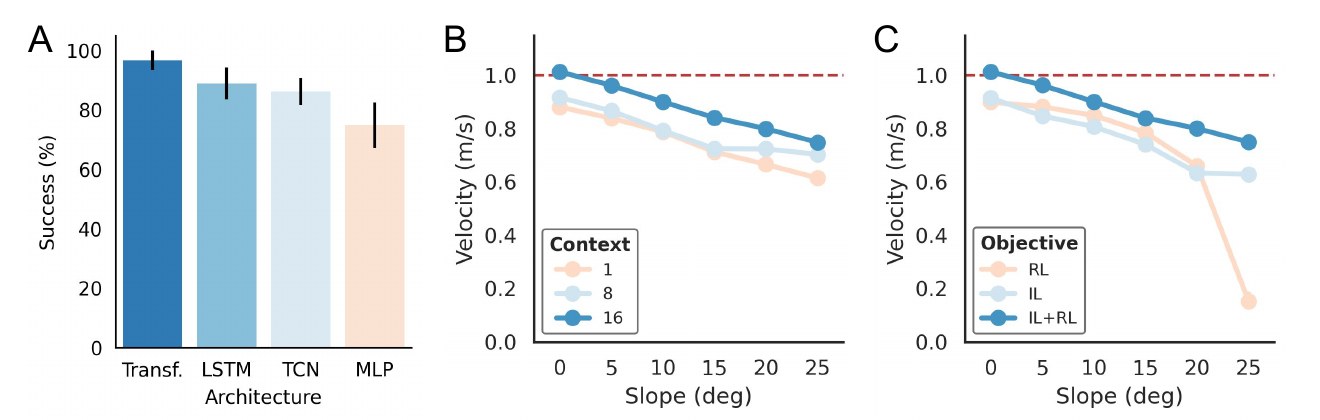 A
100
80
60
40
20
0
Success (%)
Transf. LSTM TCN MLP
Architecture
B
1.0
0.8
0.6
0.4
0.2
0.0
Velocity (m/s)
Context
1
8
16
0 5 10 15 20 25
Slope (deg)
C
1.0
0.8
0.6
0.4
0.2
0.0
Velocity (m/s)
Objective
RL
IL
IL+RL
0 5 10 15 20 25
Slope (deg)